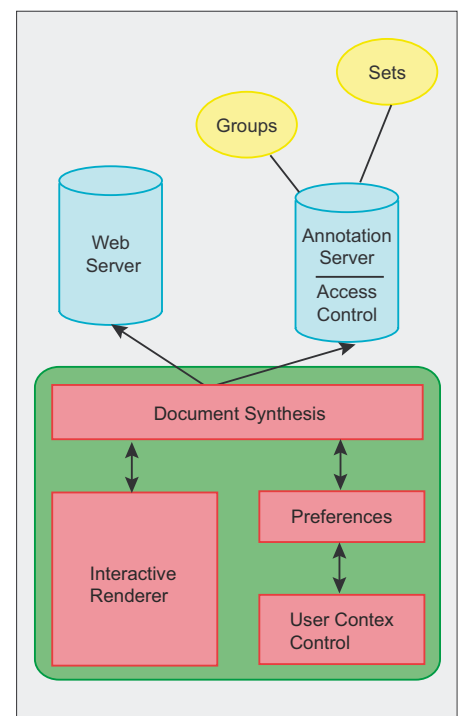 Sets
Groups
Web
Server
Annotation
Server
Access
Control
Document Synthesis
Interactive
Renderer
Preferences
User Contex
Control